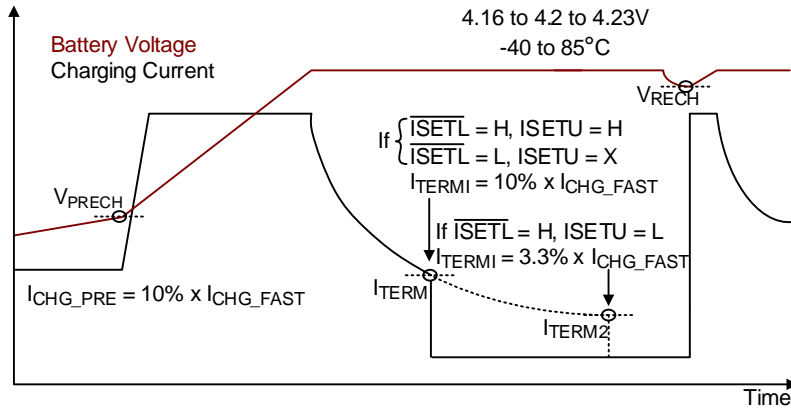 4.16 to 4.2 to 4.23V
-40 to 85°C
Battery Voltage
Charging Current
VRECH
If { ISETL = H, ISETU = H
ISETL = L, ISETU = X
ITERMI = 10% x ICHG_FAST
VPRECH
If ISETL = H, ISETU = L
ITERMI = 3.3% x ICHG_FAST
ICHG_PRE = 10% x ICHG_FAST
ITERM
ITERM2
Time